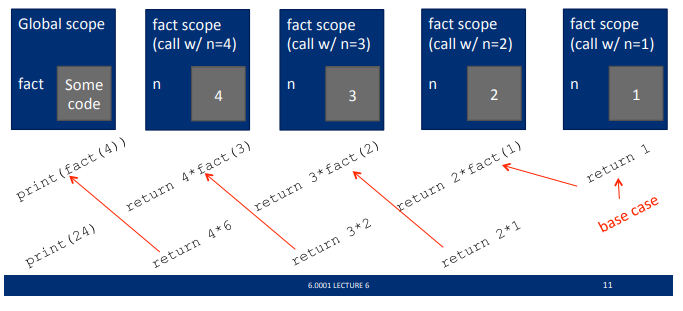 Global scope
fact
Some
code
fact scope
(call w/ n=4)
n
4
fact scope
(call w/ n=3)
n
3
fact scope
(call w/ n=2)
n
2
fact scope
(call w/ n=1)
n
1
print(fact(4))
return 4*fact(3)
return 3*fact(2)
return 2*fact(1)
return 1
base case
print(24)
return 4*6
return 3*2
return 2*1
6.0001 LECTURE 6
11